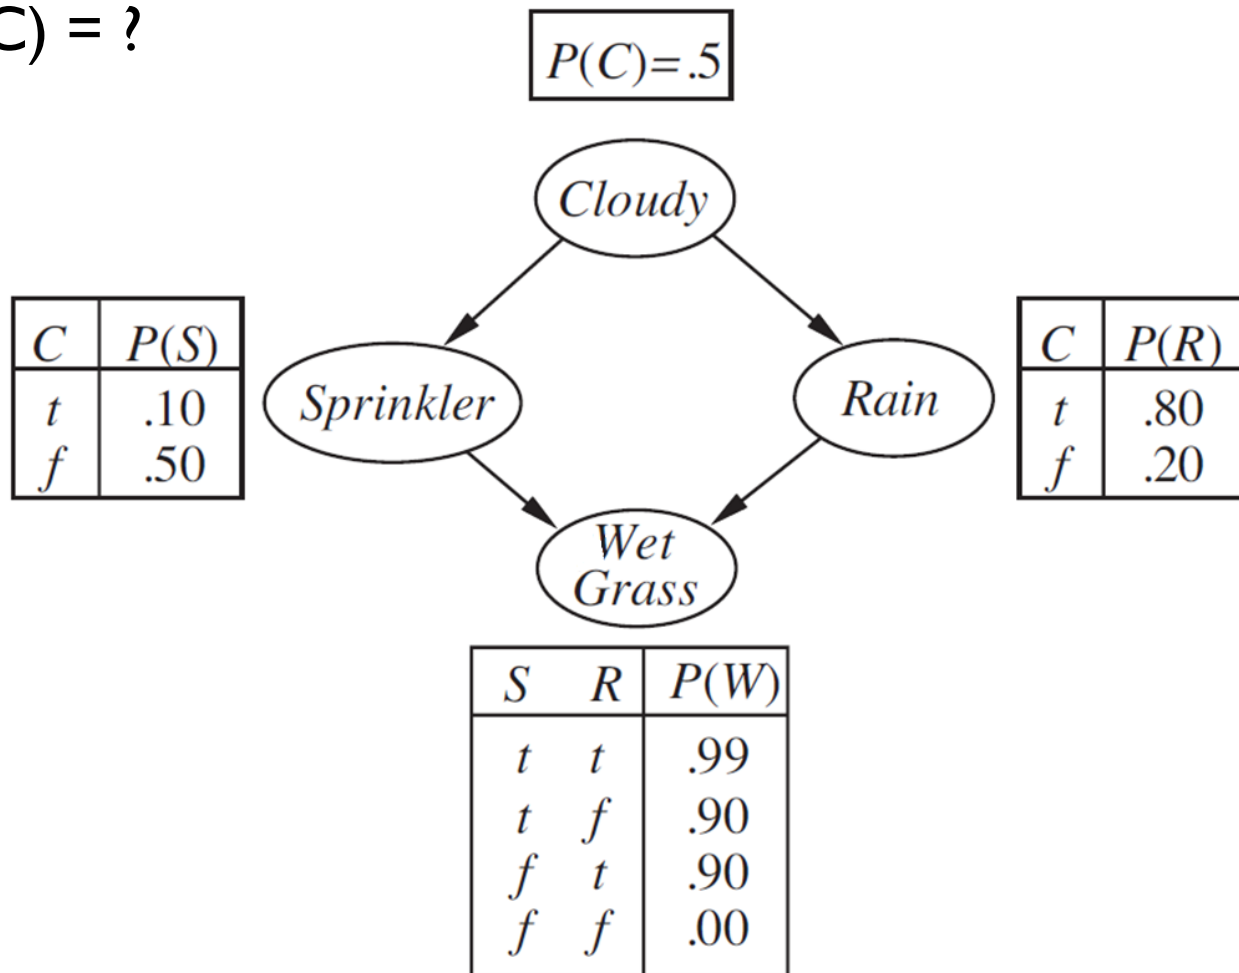 C) = ?
P(C)=.5
Cloudy
C P(S)
t .10
f .50
Sprinkler
Rain
C P(R)
t .80
f .20
Wet
Grass
S R P(W)
t t .99
t f .90
f t .90
f f .00